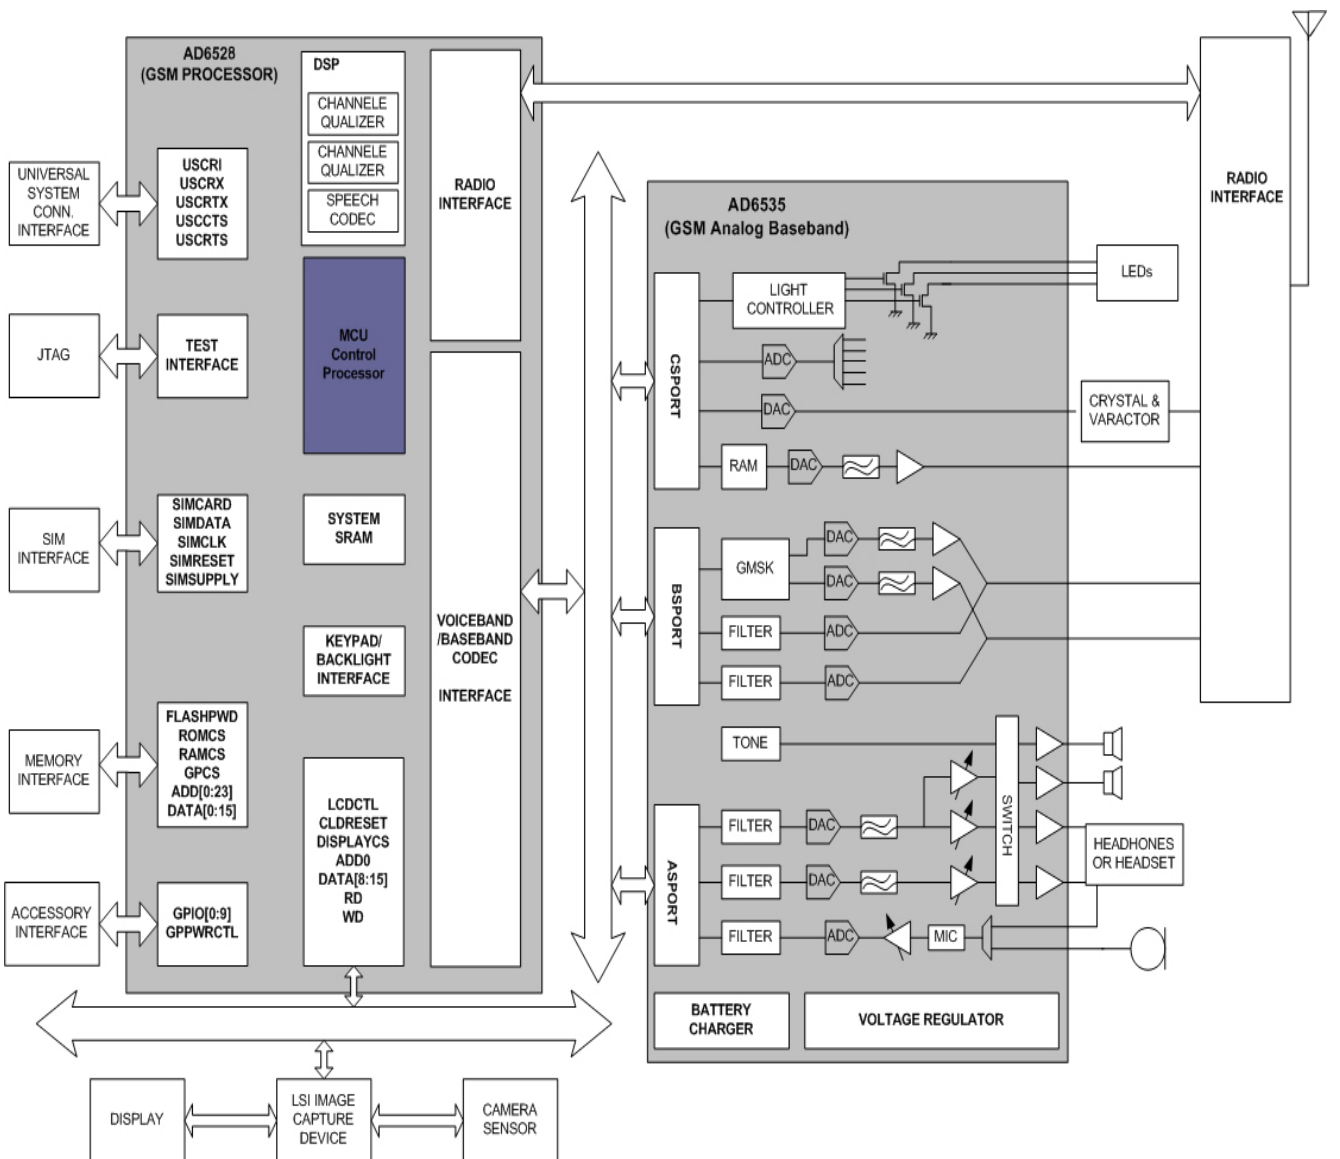 AD6528
(GSM PROCESSOR)
DSP
CHANNELE
QUALIZER
CHANNELE
QUALIZER
SPEECH
CODEC
RADIO
INTERFACE
UNIVERSAL
SYSTEM
CONN.
INTERFACE
USCRI
USCRX
USCRTX
USCCTS
USCRTS
JTAG
TEST
INTERFACE
MCU
Control
Processor
SIM
INTERFACE
SIMCARD
SIMDATA
SIMCLK
SIMRESET
SIMSUPPLY
SYSTEM
SRAM
KEYPAD/
BACKLIGHT
INTERFACE
VOICEBAND
/BASEBAND
CODEC
INTERFACE
MEMORY
INTERFACE
FLASHPWD
ROMCS
RAMCS
GPCS
ADD[0:23]
DATA[0:15]
LCDCTL
CLDRESET
DISPLAYCS
ADD0
DATA[8:15]
RD
WD
ACCESSORY
INTERFACE
GPIO[0:9]
GPPWRCTL
DISPLAY
LSI IMAGE
CAPTURE
DEVICE
CAMERA
SENSOR
AD6535
(GSM Analog Baseband)
CSPORT
LIGHT
CONTROLLER
LEDs
ADC
DAC
CRYSTAL &
VARACTOR
RAM
DAC
RADIO
INTERFACE
BSPORT
GMSK
DAC
DAC
FILTER
ADC
FILTER
ADC
TONE
SWITCH
ASPORT
FILTER
DAC
FILTER
DAC
FILTER
ADC
MIC
HEADHONES
OR HEADSET
BATTERY
CHARGER
VOLTAGE REGULATOR